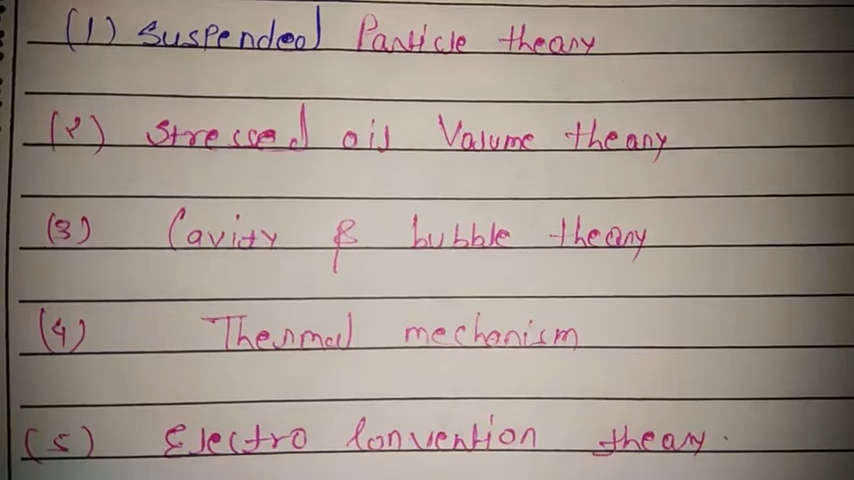 (1) Suspended Particle theory
(2) Stressed oil Volume theory
(3) Cavity & bubble theory
(4) Thermal mechanism
(5) Electro Convention theory.